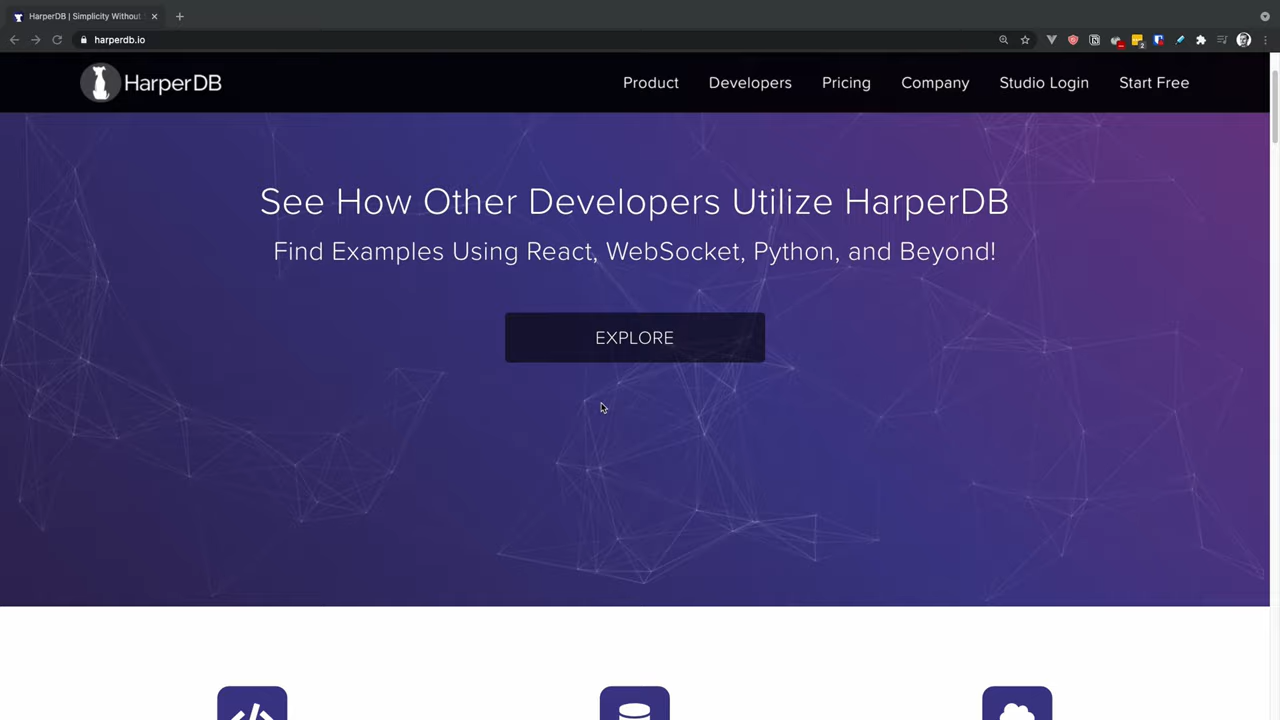 HarperDB | Simplicity Without
harperdb.io
2
HarperDB
Product
Developers
Pricing
Company
Studio Login
Start Free
See How Other Developers Utilize HarperDB
Find Examples Using React, WebSocket, Python, and Beyond!
EXPLORE